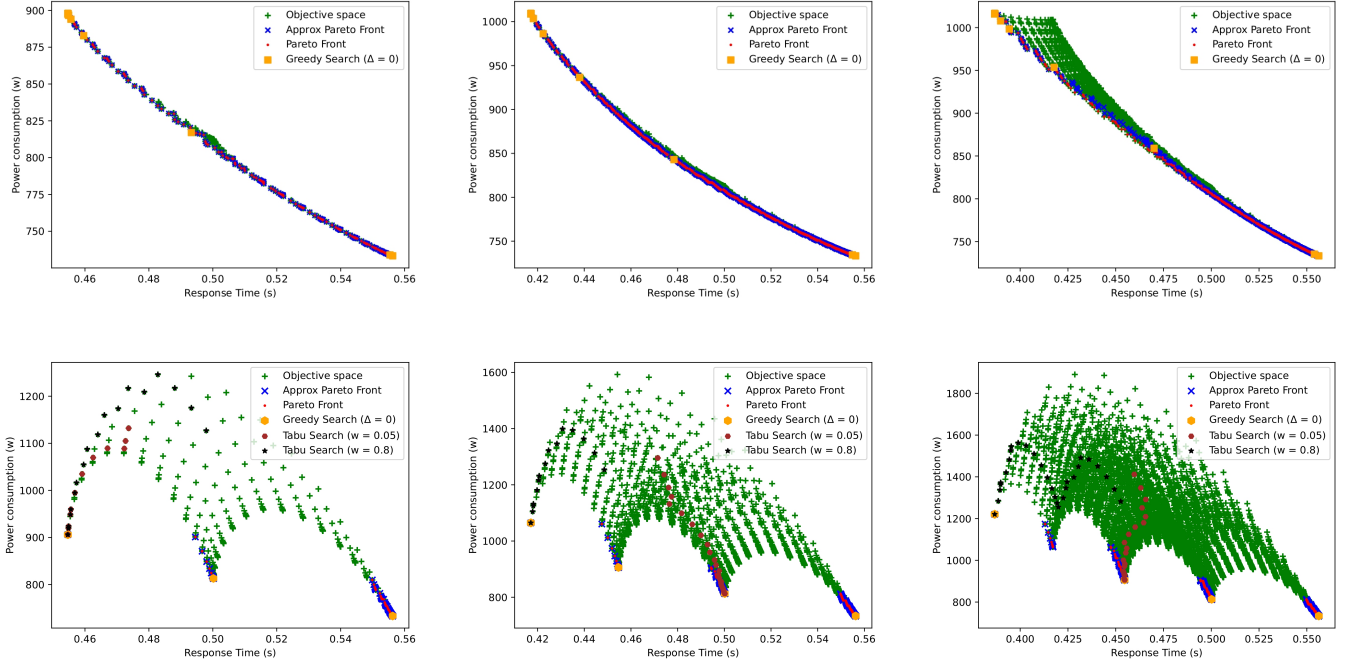 900
875
850
825
800
775
750
Power consumption (w)
0.46
0.48
0.50
0.52
0.54
0.56
Response Time (s)
Objective space
Approx Pareto Front
Pareto Front
Greedy Search (Δ = 0)
1000
950
900
850
800
750
Power consumption (w)
0.42
0.44
0.46
0.48
0.50
0.52
0.54
0.56
Response Time (s)
Objective space
Approx Pareto Front
Pareto Front
Greedy Search (Δ = 0)
1000
950
900
850
800
750
Power consumption (w)
0.400
0.425
0.450
0.475
0.500
0.525
0.550
Response Time (s)
Objective space
Approx Pareto Front
Pareto Front
Greedy Search (Δ = 0)
1200
1100
1000
900
800
Power consumption (w)
0.46
0.48
0.50
0.52
0.54
0.56
Response Time (s)
Objective space
Approx Pareto Front
Pareto Front
Greedy Search (Δ = 0)
Tabu Search (w = 0.05)
Tabu Search (w = 0.8)
1600
1400
1200
1000
800
Power consumption (w)
0.42
0.44
0.46
0.48
0.50
0.52
0.54
0.56
Response Time (s)
Objective space
Approx Pareto Front
Pareto Front
Greedy Search (Δ = 0)
Tabu Search (w = 0.05)
Tabu Search (w = 0.8)
1800
1600
1400
1200
1000
800
Power consumption (w)
0.400
0.425
0.450
0.475
0.500
0.525
0.550
Response Time (s)
Objective space
Approx Pareto Front
Pareto Front
Greedy Search (Δ = 0)
Tabu Search (w = 0.05)
Tabu Search (w = 0.8)